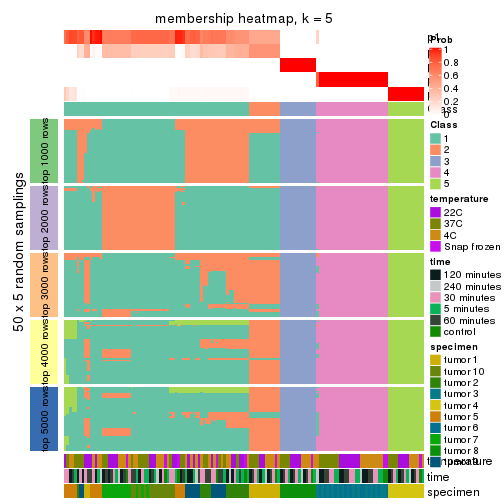 membership heatmap, k = 5
50 x 5 random samplings
top 1000 rows
top 2000 rows
top 3000 rows
top 4000 rows
top 5000 rows
Prob
1
0.8
0.6
0.4
0.2
0
Class
1
2
3
4
5
temperature
22C
37C
4C
Snap frozen
time
120 minutes
240 minutes
30 minutes
5 minutes
60 minutes
control
specimen
tumor 1
tumor 10
tumor 2
tumor 3
tumor 4
tumor 5
tumor 6
tumor 7
tumor 8
tumor 9
temperature
time
specimen